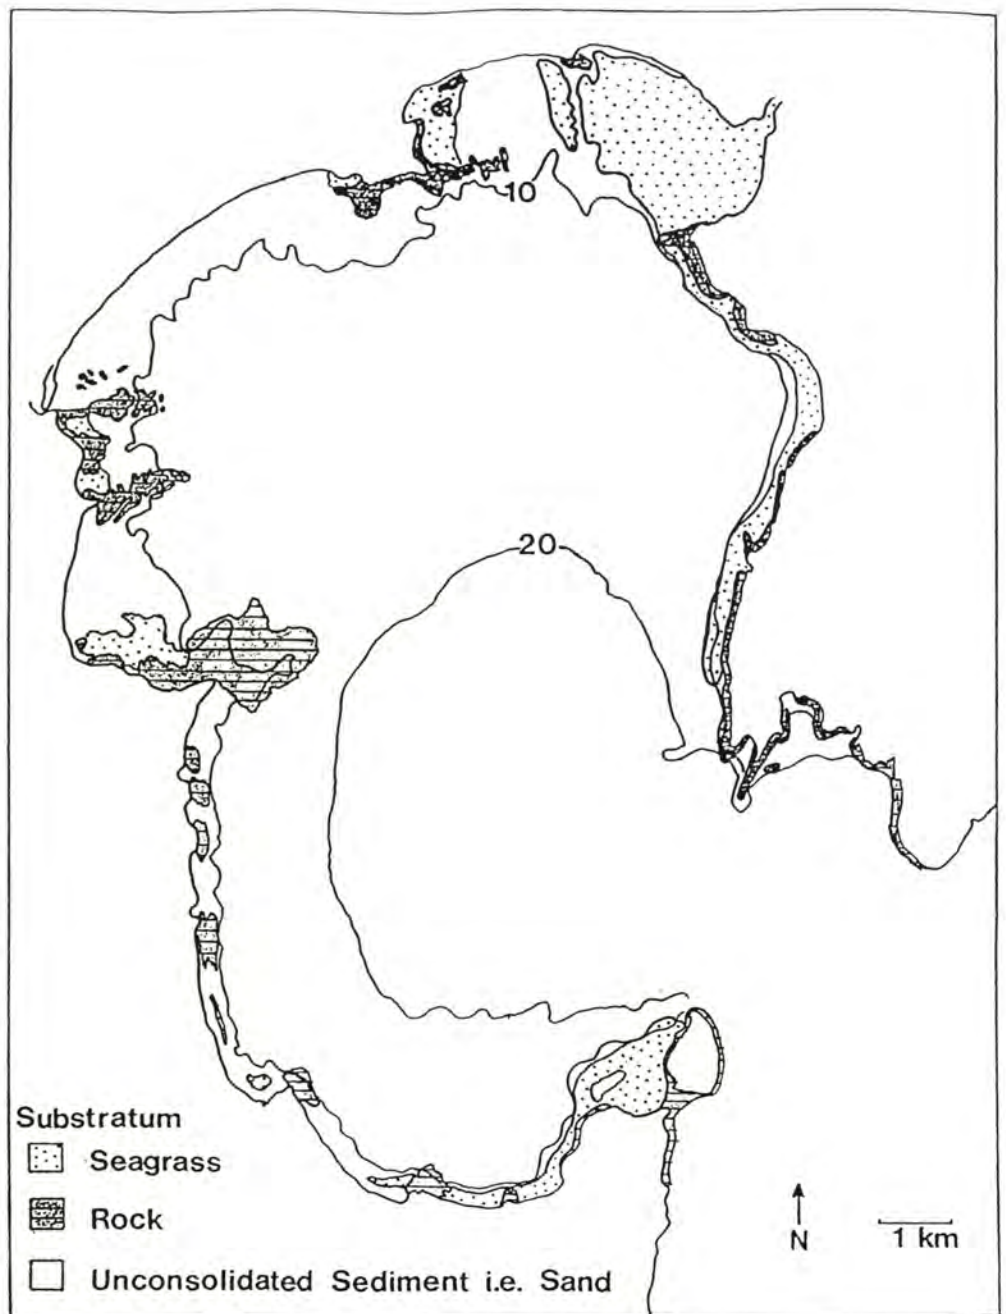 10
20
Substratum
Seagrass
Rock
Unconsolidated Sediment i.e. Sand
N
1 km